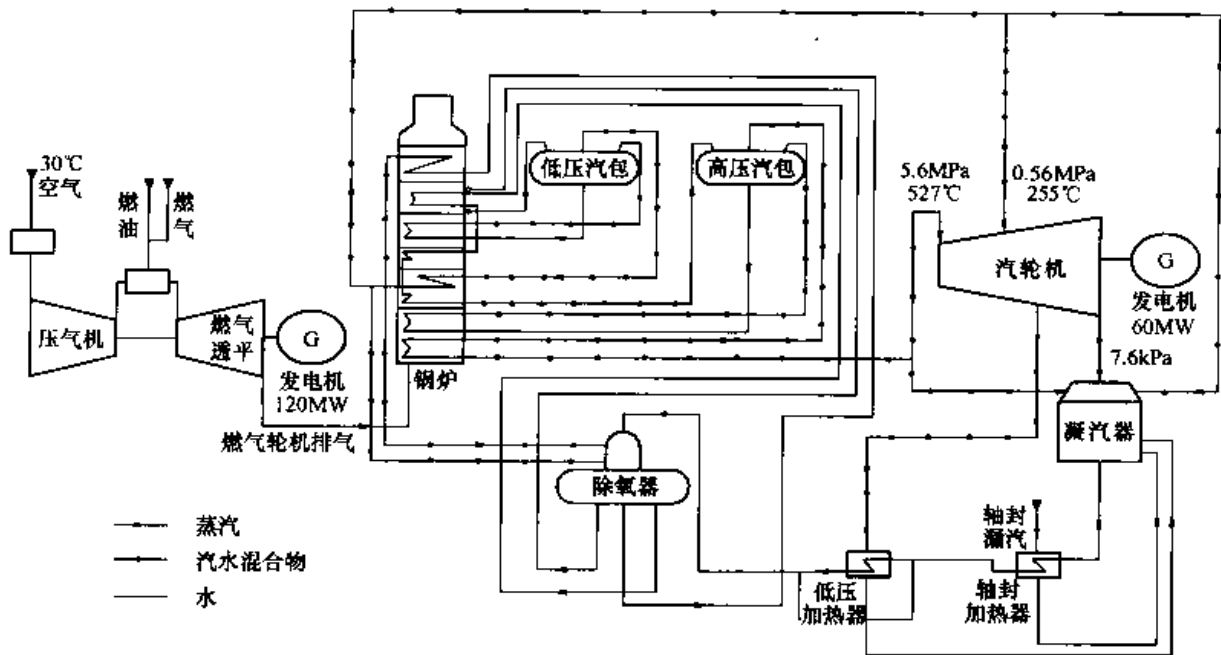 30℃
空气
燃油
燃气
压气机
燃气
透平
G
发电机
120MW
燃气轮机排气
锅炉
低压汽包
高压汽包
5.6MPa
527℃
0.56MPa
255℃
汽轮机
G
发电机
60MW
7.6kPa
凝汽器
除氧器
轴封
漏汽
低压
加热器
轴封
加热器
蒸汽
汽水混合物
水